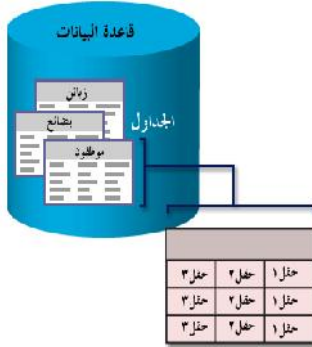 قاعدة البيانات
زبائن
بضائع
الجداول
موظفون
حقل١ حقل٢ حقل٣
حقل١ حقل٢ حقل٣
حقل١ حقل٢ حقل٣